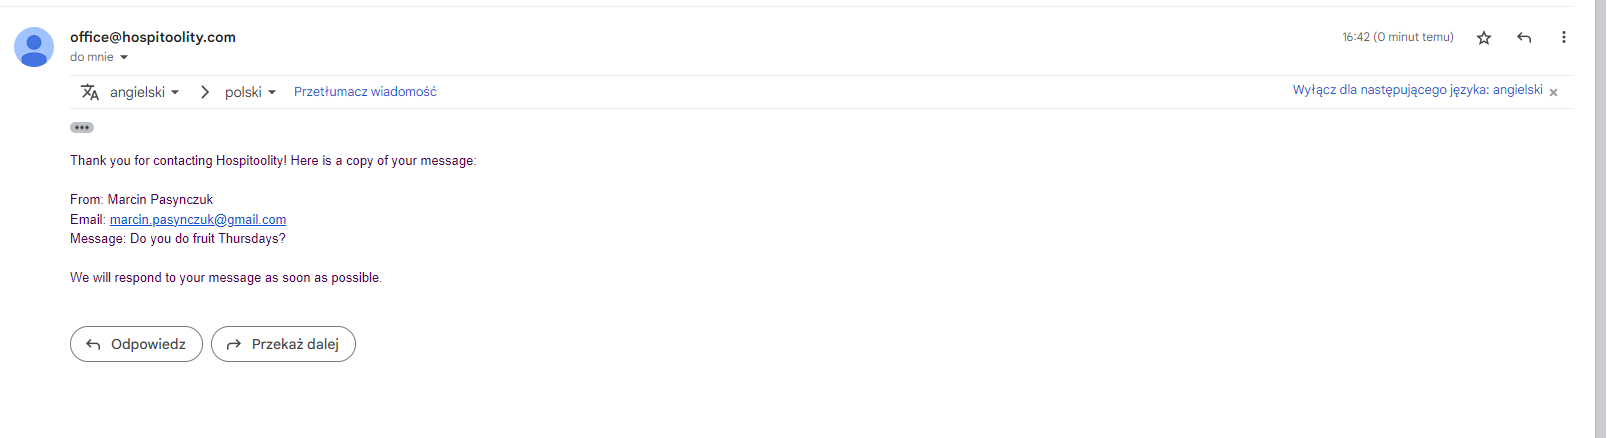 office@hospitoolity.com
16:42 (0 minut temu)
do mnie
angielski > polski Przetłumacz wiadomość
Wyłącz dla następującego języka: angielski ×
•••
Thank you for contacting Hospitoolity! Here is a copy of your message:
From: Marcin Pasynczuk
Email: marcin.pasynczuk@gmail.com
Message: Do you do fruit Thursdays?
We will respond to your message as soon as possible.
Odpowiedz
Przekaż dalej